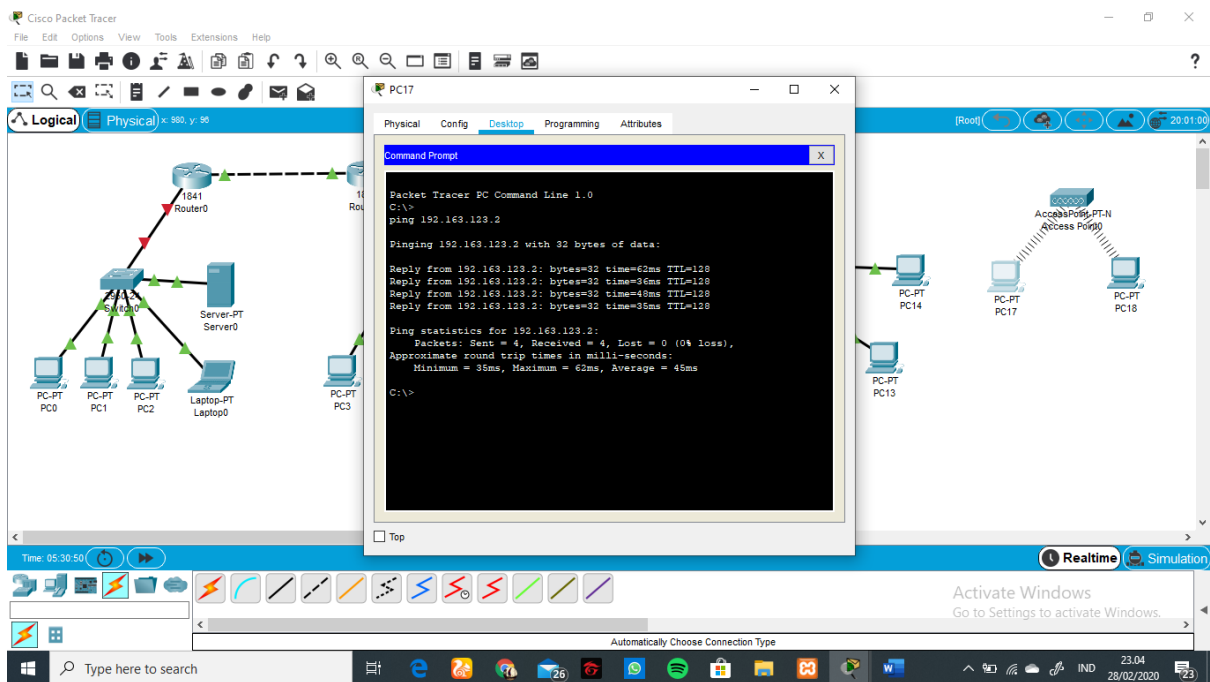 Cisco Packet Tracer
File Edit Options View Tools Extensions Help
?
PC17
Logical Physical x: 980, y: 96
[Root] 20:01:00
Physical Config Desktop Programming Attributes
Command Prompt X
Packet Tracer PC Command Line 1.0
C:\>
ping 192.163.123.2
Pinging 192.163.123.2 with 32 bytes of data:
Reply from 192.163.123.2: bytes=32 time=62ms TTL=128
Reply from 192.163.123.2: bytes=32 time=36ms TTL=128
Reply from 192.163.123.2: bytes=32 time=48ms TTL=128
Reply from 192.163.123.2: bytes=32 time=35ms TTL=128
Ping statistics for 192.163.123.2:
Packets: Sent = 4, Received = 4, Lost = 0 (0% loss),
Approximate round trip times in milli-seconds:
Minimum = 35ms, Maximum = 62ms, Average = 45ms
C:\>
Top
1841
Router0
18
Rou
Switch0
Server-PT
Server0
PC-PT
PC0
PC-PT
PC1
PC-PT
PC2
Laptop-PT
Laptop0
PC-PT
PC3
PC-PT
PC14
PC-PT
PC13
AccessPoint-PT-N
Access Point0
PC-PT
PC17
PC-PT
PC18
Time: 05:30:50
Realtime Simulation
Activate Windows
Go to Settings to activate Windows.
Automatically Choose Connection Type
Type here to search
26
IND
23.04
28/02/2020
23